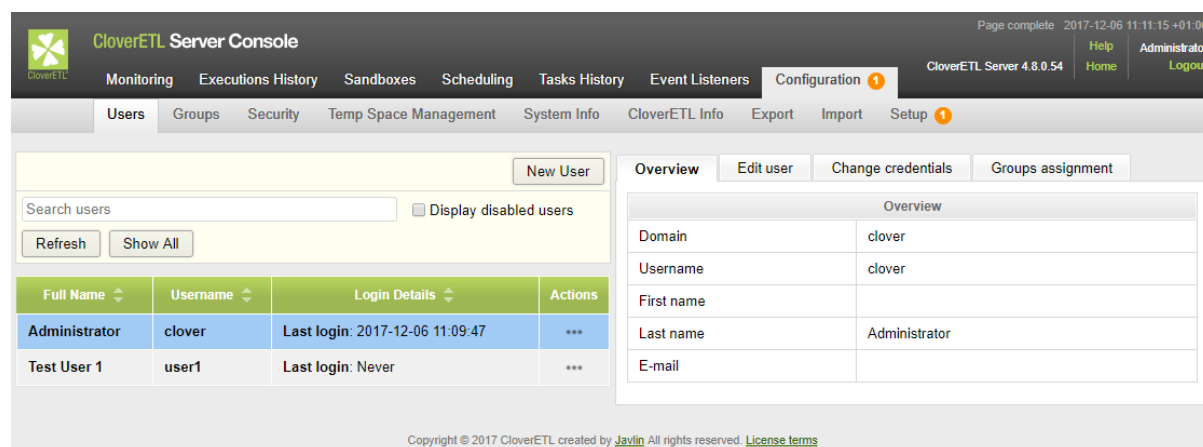 Page complete 2017-12-06 11:11:15 +01:00
CloverETL Server Console
CloverETL
Help
Home
CloverETL Server 4.8.0.54
Administrato
Logou
Monitoring Executions History Sandboxes Scheduling Tasks History Event Listeners Configuration 1
Users Groups Security Temp Space Management System Info CloverETL Info Export Import Setup 1
New User
Search users
Display disabled users
Refresh Show All
Full Name Username Login Details Actions
Administrator clover Last login: 2017-12-06 11:09:47
Test User 1 user1 Last login: Never
Overview Edit user Change credentials Groups assignment
Overview
Domain clover
Username clover
First name
Last name Administrator
E-mail
Copyright © 2017 CloverETL created by Javlin All rights reserved. License terms